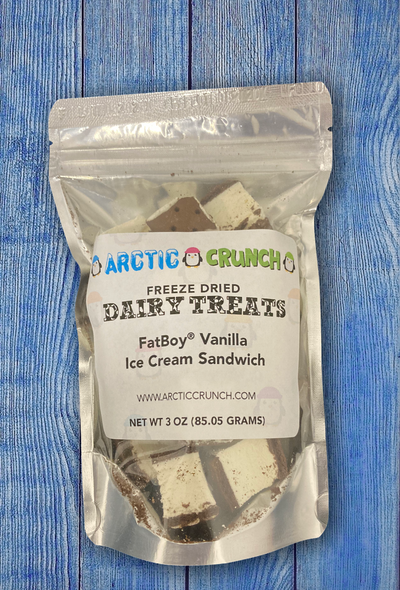 ARCTIC CRUNCH
FREEZE DRIED
DAIRY TREATS
FatBoy® Vanilla
Ice Cream Sandwich
WWW.ARCTICCRUNCH.COM
NET WT 3 OZ (85.05 GRAMS)